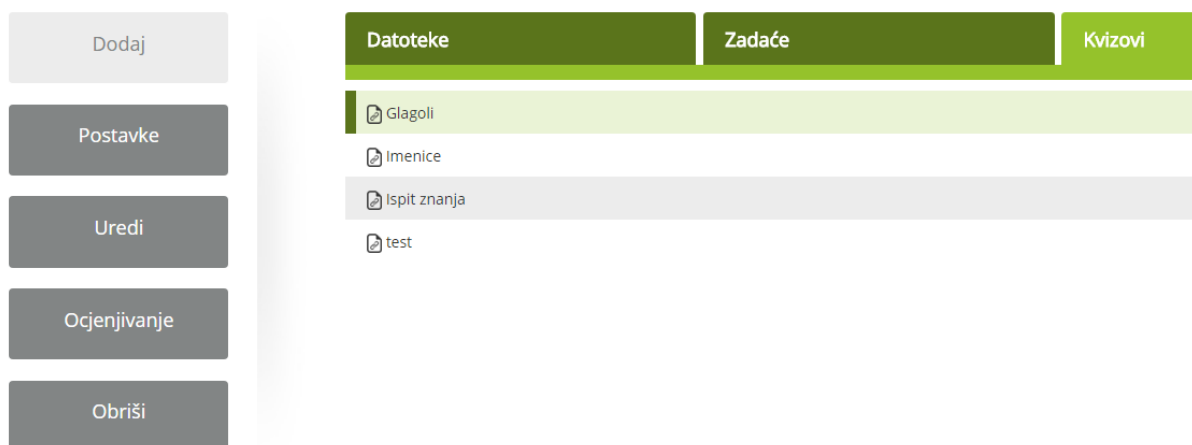 Dodaj
Postavke
Uredi
Ocjenjivanje
Obriši
Datoteke
Zadaće
Kvizovi
Glagoli
Imenice
Ispit znanja
test